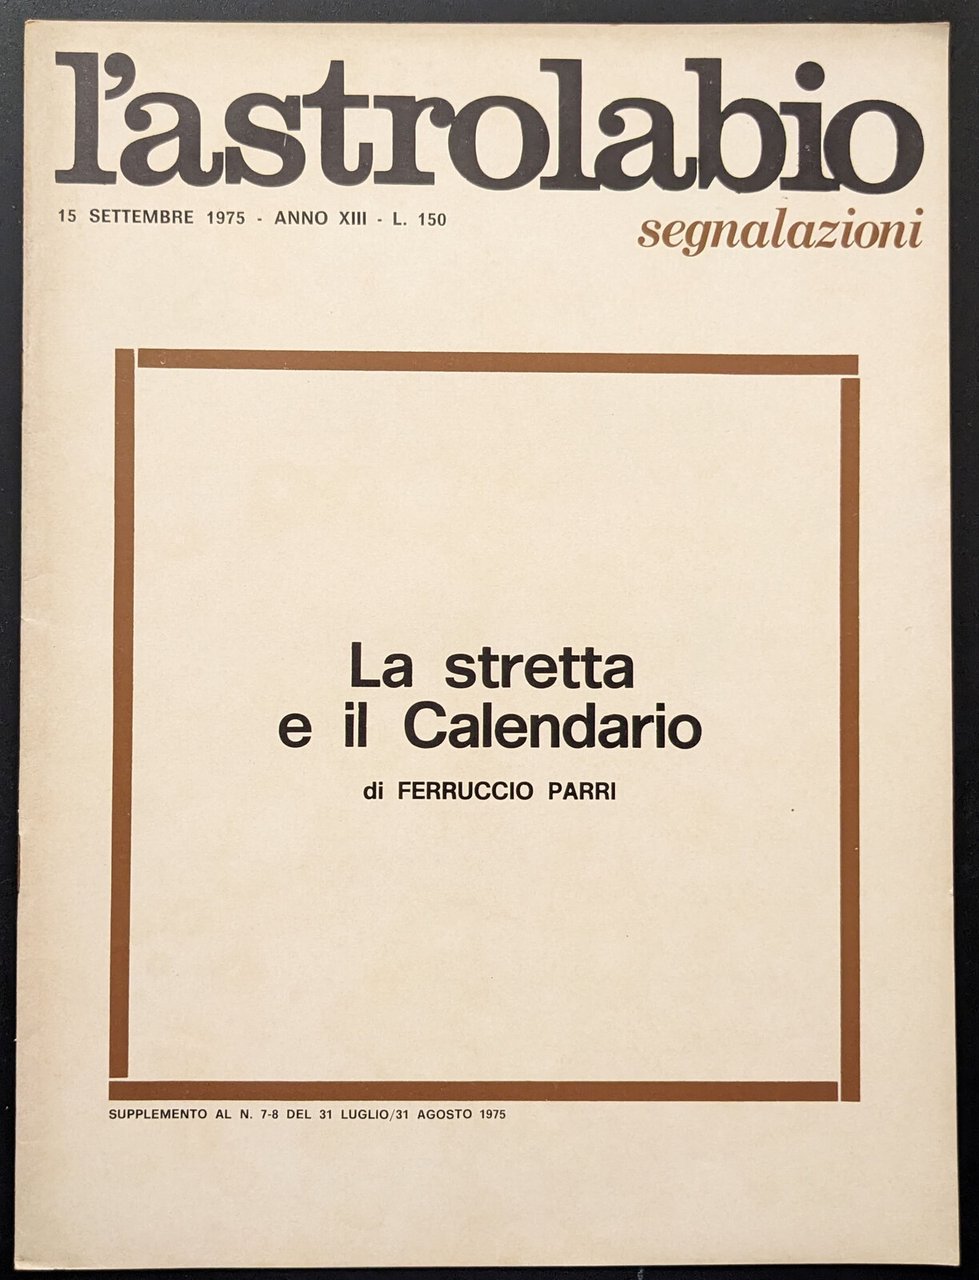 l'astrolabio
15 SETTEMBRE 1975 - ANNO XIII - L. 150
segnalazioni
La stretta
e il Calendario
di FERRUCCIO PARRI
SUPPLEMENTO AL N. 7-8 DEL 31 LUGLIO/31 AGOSTO 1975